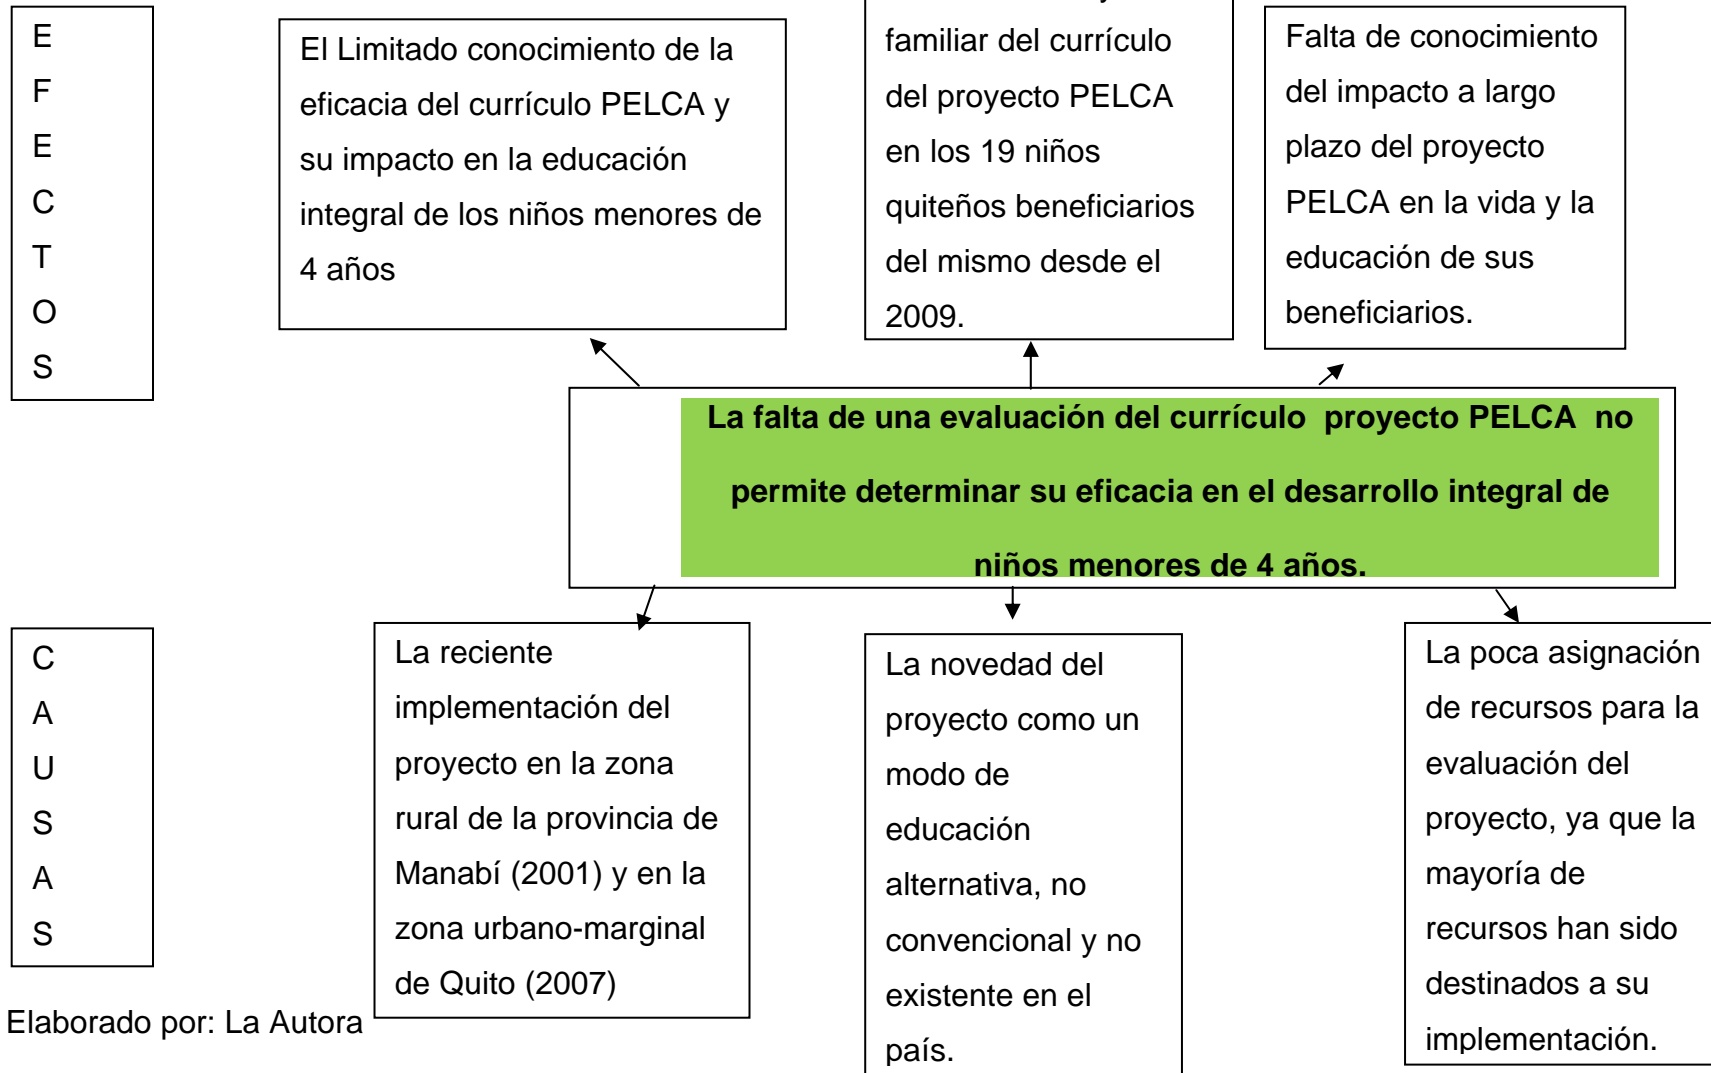 E
F
E
C
T
O
S
El Limitado conocimiento de la
eficacia del currículo PELCA y
su impacto en la educación
integral de los niños menores de
4 años
familiar del currículo
del proyecto PELCA
en los 19 niños
quiteños beneficiarios
del mismo desde el
2009.
Falta de conocimiento
del impacto a largo
plazo del proyecto
PELCA en la vida y la
educación de sus
beneficiarios.
La falta de una evaluación del currículo  proyecto PELCA  no
permite determinar su eficacia en el desarrollo integral de
niños menores de 4 años.
C
A
U
S
A
S
La reciente
implementación del
proyecto en la zona
rural de la provincia de
Manabí (2001) y en la
zona urbano-marginal
de Quito (2007)
La novedad del
proyecto como un
modo de
educación
alternativa, no
convencional y no
existente en el
país.
La poca asignación
de recursos para la
evaluación del
proyecto, ya que la
mayoría de
recursos han sido
destinados a su
implementación.
Elaborado por: La Autora